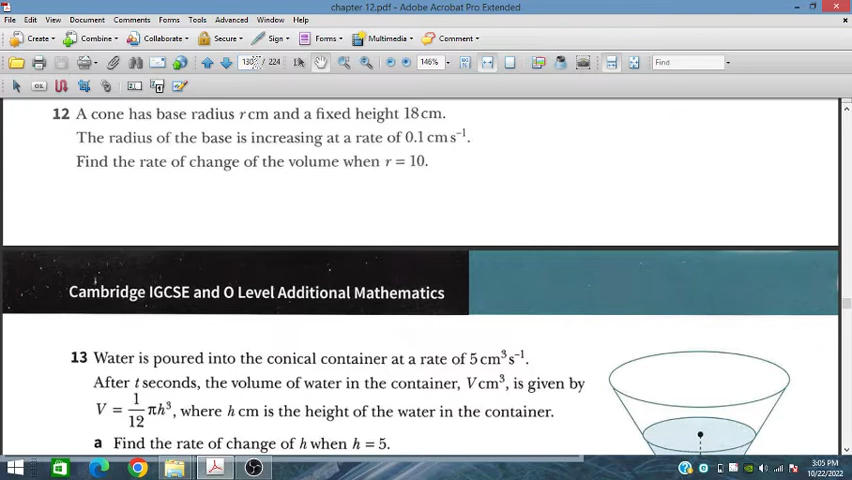 chapter 12.pdf - Adobe Acrobat Pro Extended
File Edit View Document Comments Forms Tools Advanced Window Help
Create Combine Collaborate Secure Sign Forms Multimedia Comment
130 / 224 146% Find
12 A cone has base radius r cm and a fixed height 18 cm.
The radius of the base is increasing at a rate of 0.1 cm s⁻¹.
Find the rate of change of the volume when r = 10.
Cambridge IGCSE and O Level Additional Mathematics
13 Water is poured into the conical container at a rate of 5 cm³ s⁻¹.
After t seconds, the volume of water in the container, V cm³, is given by
V = 1/12 πh³, where h cm is the height of the water in the container.
a Find the rate of change of h when h = 5.
3:05 PM
10/22/2022